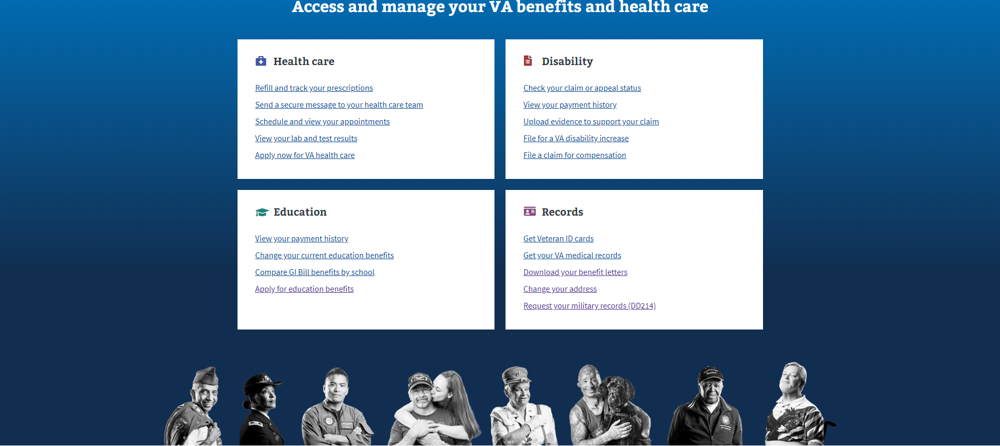 Access and manage your VA benefits and health care
Health care
Refill and track your prescriptions
Send a secure message to your health care team
Schedule and view your appointments
View your lab and test results
Apply now for VA health care
Disability
Check your claim or appeal status
View your payment history
Upload evidence to support your claim
File for a VA disability increase
File a claim for compensation
Education
View your payment history
Change your current education benefits
Compare GI Bill benefits by school
Apply for education benefits
Records
Get Veteran ID cards
Get your VA medical records
Download your benefit letters
Change your address
Request your military records (DD214)
Marine